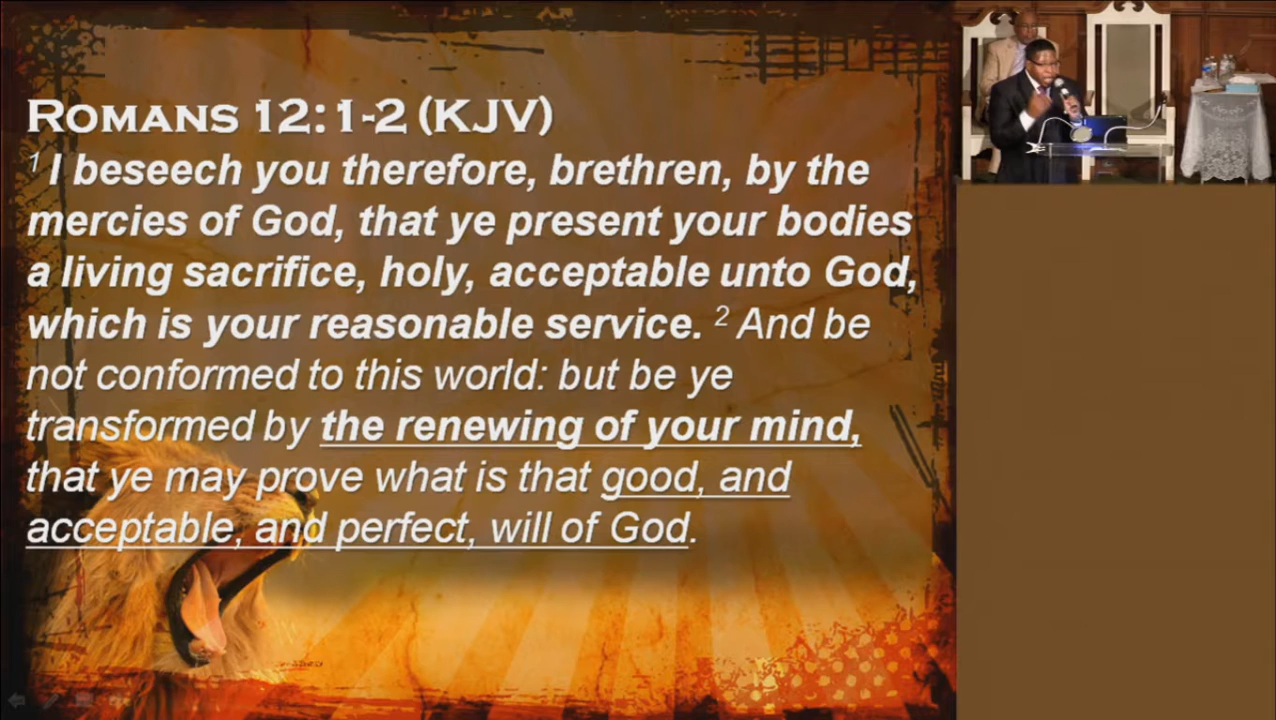 ROMANS 12:1-2 (KJV)
1 I beseech you therefore, brethren, by the
mercies of God, that ye present your bodies
a living sacrifice, holy, acceptable unto God,
which is your reasonable service. 2 And be
not conformed to this world: but be ye
transformed by the renewing of your mind,
that ye may prove what is that good, and
acceptable, and perfect, will of God.